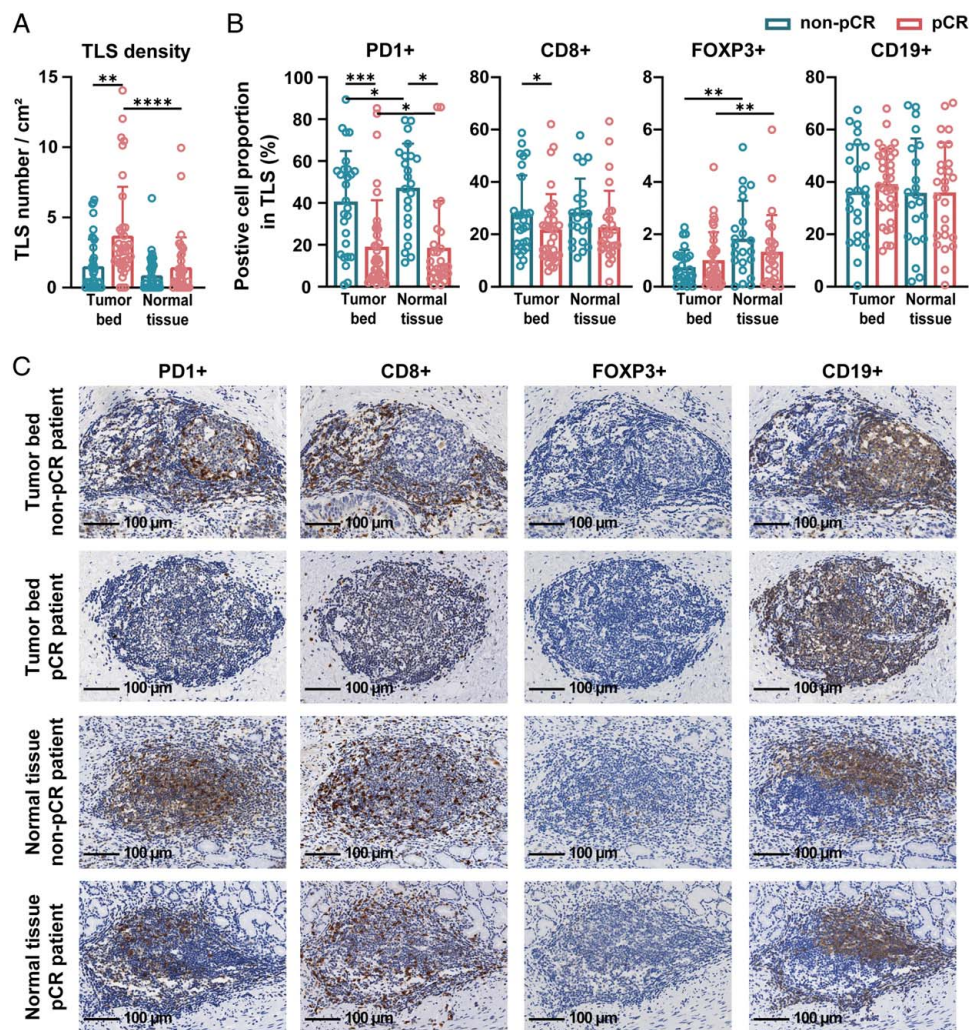 A
B
non-pCR
pCR
TLS density
PD1+
CD8+
FOXP3+
CD19+
TLS number / cm²
15
10
5
0
**
****
Tumor bed
Normal tissue
Postive cell proportion
in TLS (%)
100
80
60
40
20
0
***
*
*
*
Tumor bed
Normal tissue
80
60
40
20
0
*
Tumor bed
Normal tissue
8
6
4
2
0
**
**
Tumor bed
Normal tissue
80
60
40
20
0
Tumor bed
Normal tissue
C
PD1+
CD8+
FOXP3+
CD19+
Tumor bed
non-pCR patient
100 µm
100 µm
100 µm
100 µm
Tumor bed
pCR patient
100 µm
100 µm
100 µm
100 µm
Normal tissue
non-pCR patient
100 µm
100 µm
100 µm
100 µm
Normal tissue
pCR patient
100 µm
100 µm
100 µm
100 µm